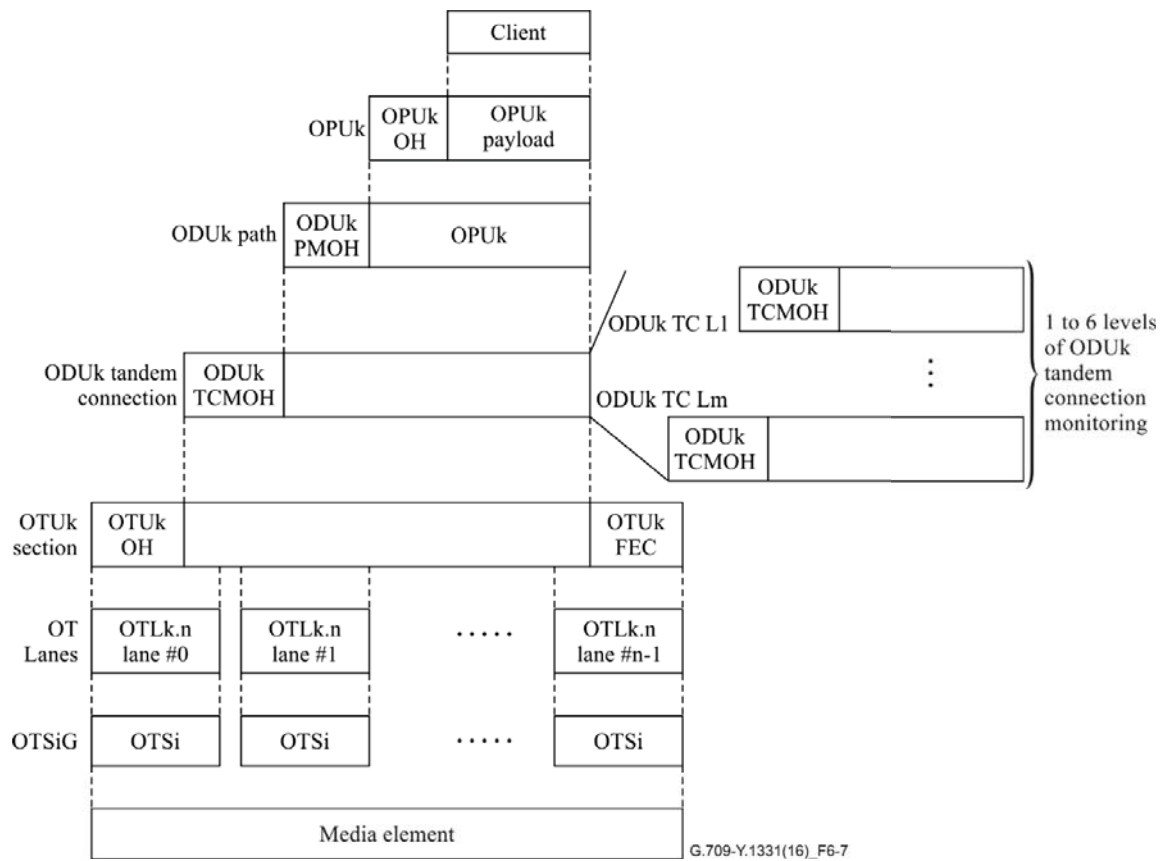 Client
OPUk
OPUk
OH
OPUk
payload
ODUk path
ODUk
PMOH
OPUk
ODUk tandem
connection
ODUk
TCMOH
ODUk TC L1
ODUk
TCMOH
ODUk TC Lm
ODUk
TCMOH
1 to 6 levels
of ODUk
tandem
connection
monitoring
OTUk
section
OTUk
OH
OTUk
FEC
OT
Lanes
OTLk.n
lane #0
OTLk.n
lane #1
.....
OTLk.n
lane #n-1
OTSiG
OTSi
OTSi
.....
OTSi
Media element
G.709-Y.1331(16)_F6-7